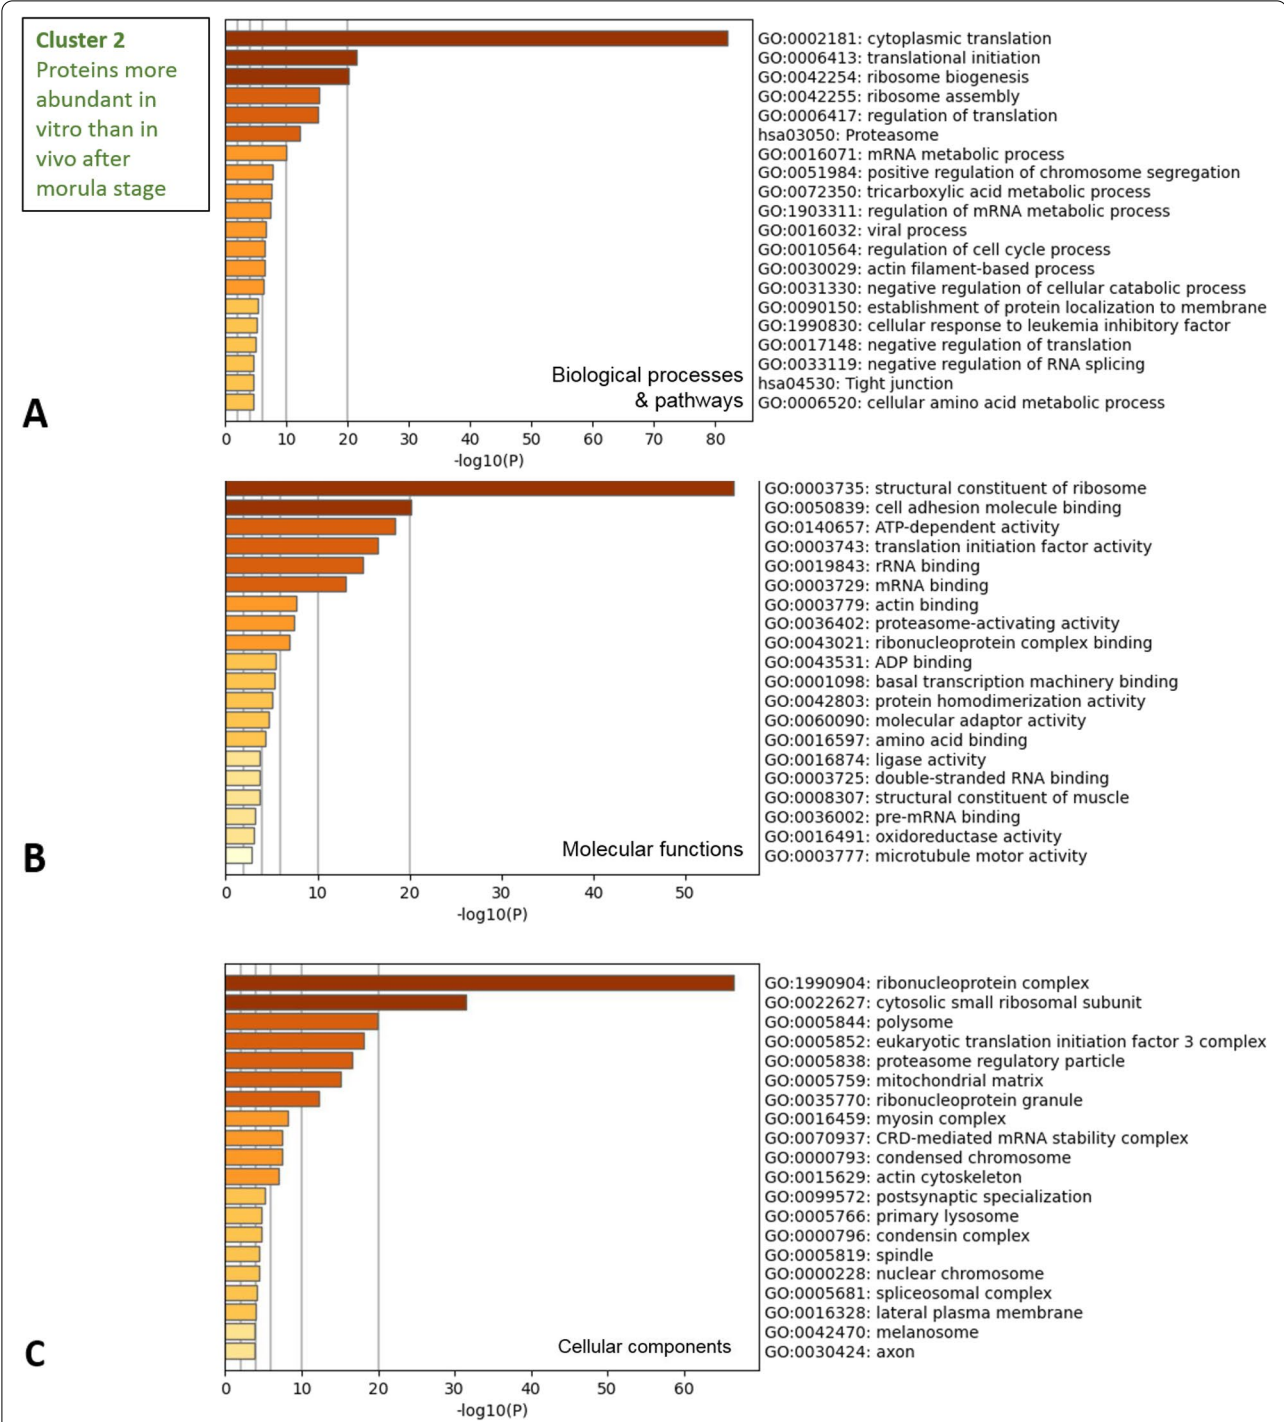 Cluster 2
Proteins more
abundant in
vitro than in
vivo after
morula stage
GO:0002181: cytoplasmic translation
GO:0006413: translational initiation
GO:0042254: ribosome biogenesis
GO:0042255: ribosome assembly
GO:0006417: regulation of translation
hsa03050: Proteasome
GO:0016071: mRNA metabolic process
GO:0051984: positive regulation of chromosome segregation
GO:0072350: tricarboxylic acid metabolic process
GO:1903311: regulation of mRNA metabolic process
GO:0016032: viral process
GO:0010564: regulation of cell cycle process
GO:0030029: actin filament-based process
GO:0031330: negative regulation of cellular catabolic process
GO:0090150: establishment of protein localization to membrane
GO:1990830: cellular response to leukemia inhibitory factor
GO:0017148: negative regulation of translation
GO:0033119: negative regulation of RNA splicing
hsa04530: Tight junction
GO:0006520: cellular amino acid metabolic process
Biological processes
& pathways
A
0 10 20 30 40 50 60 70 80
-log10(P)
GO:0003735: structural constituent of ribosome
GO:0050839: cell adhesion molecule binding
GO:0140657: ATP-dependent activity
GO:0003743: translation initiation factor activity
GO:0019843: rRNA binding
GO:0003729: mRNA binding
GO:0003779: actin binding
GO:0036402: proteasome-activating activity
GO:0043021: ribonucleoprotein complex binding
GO:0043531: ADP binding
GO:0001098: basal transcription machinery binding
GO:0042803: protein homodimerization activity
GO:0060090: molecular adaptor activity
GO:0016597: amino acid binding
GO:0016874: ligase activity
GO:0003725: double-stranded RNA binding
GO:0008307: structural constituent of muscle
GO:0036002: pre-mRNA binding
GO:0016491: oxidoreductase activity
GO:0003777: microtubule motor activity
Molecular functions
B
0 10 20 30 40 50
-log10(P)
GO:1990904: ribonucleoprotein complex
GO:0022627: cytosolic small ribosomal subunit
GO:0005844: polysome
GO:0005852: eukaryotic translation initiation factor 3 complex
GO:0005838: proteasome regulatory particle
GO:0005759: mitochondrial matrix
GO:0035770: ribonucleoprotein granule
GO:0016459: myosin complex
GO:0070937: CRD-mediated mRNA stability complex
GO:0000793: condensed chromosome
GO:0015629: actin cytoskeleton
GO:0099572: postsynaptic specialization
GO:0005766: primary lysosome
GO:0000796: condensin complex
GO:0005819: spindle
GO:0000228: nuclear chromosome
GO:0005681: spliceosomal complex
GO:0016328: lateral plasma membrane
GO:0042470: melanosome
GO:0030424: axon
Cellular components
C
0 10 20 30 40 50 60
-log10(P)